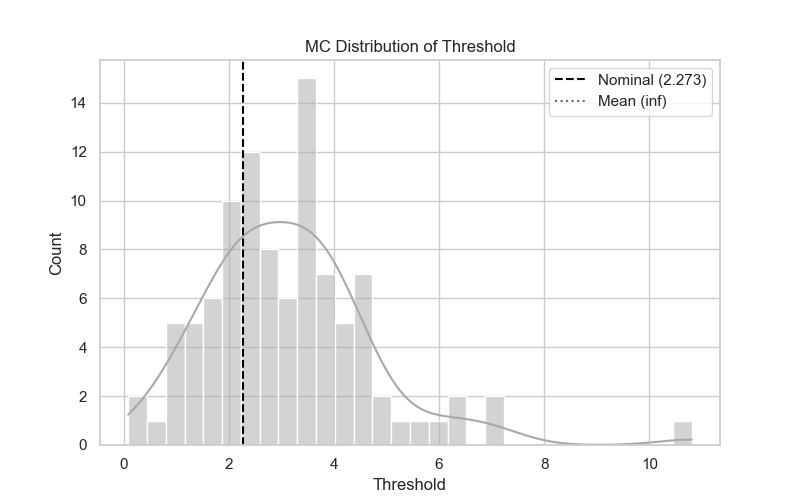 MC Distribution of Threshold
Nominal (2.273)
Mean (inf)
14
12
10
8
6
4
2
0
Count
0 2 4 6 8 10
Threshold